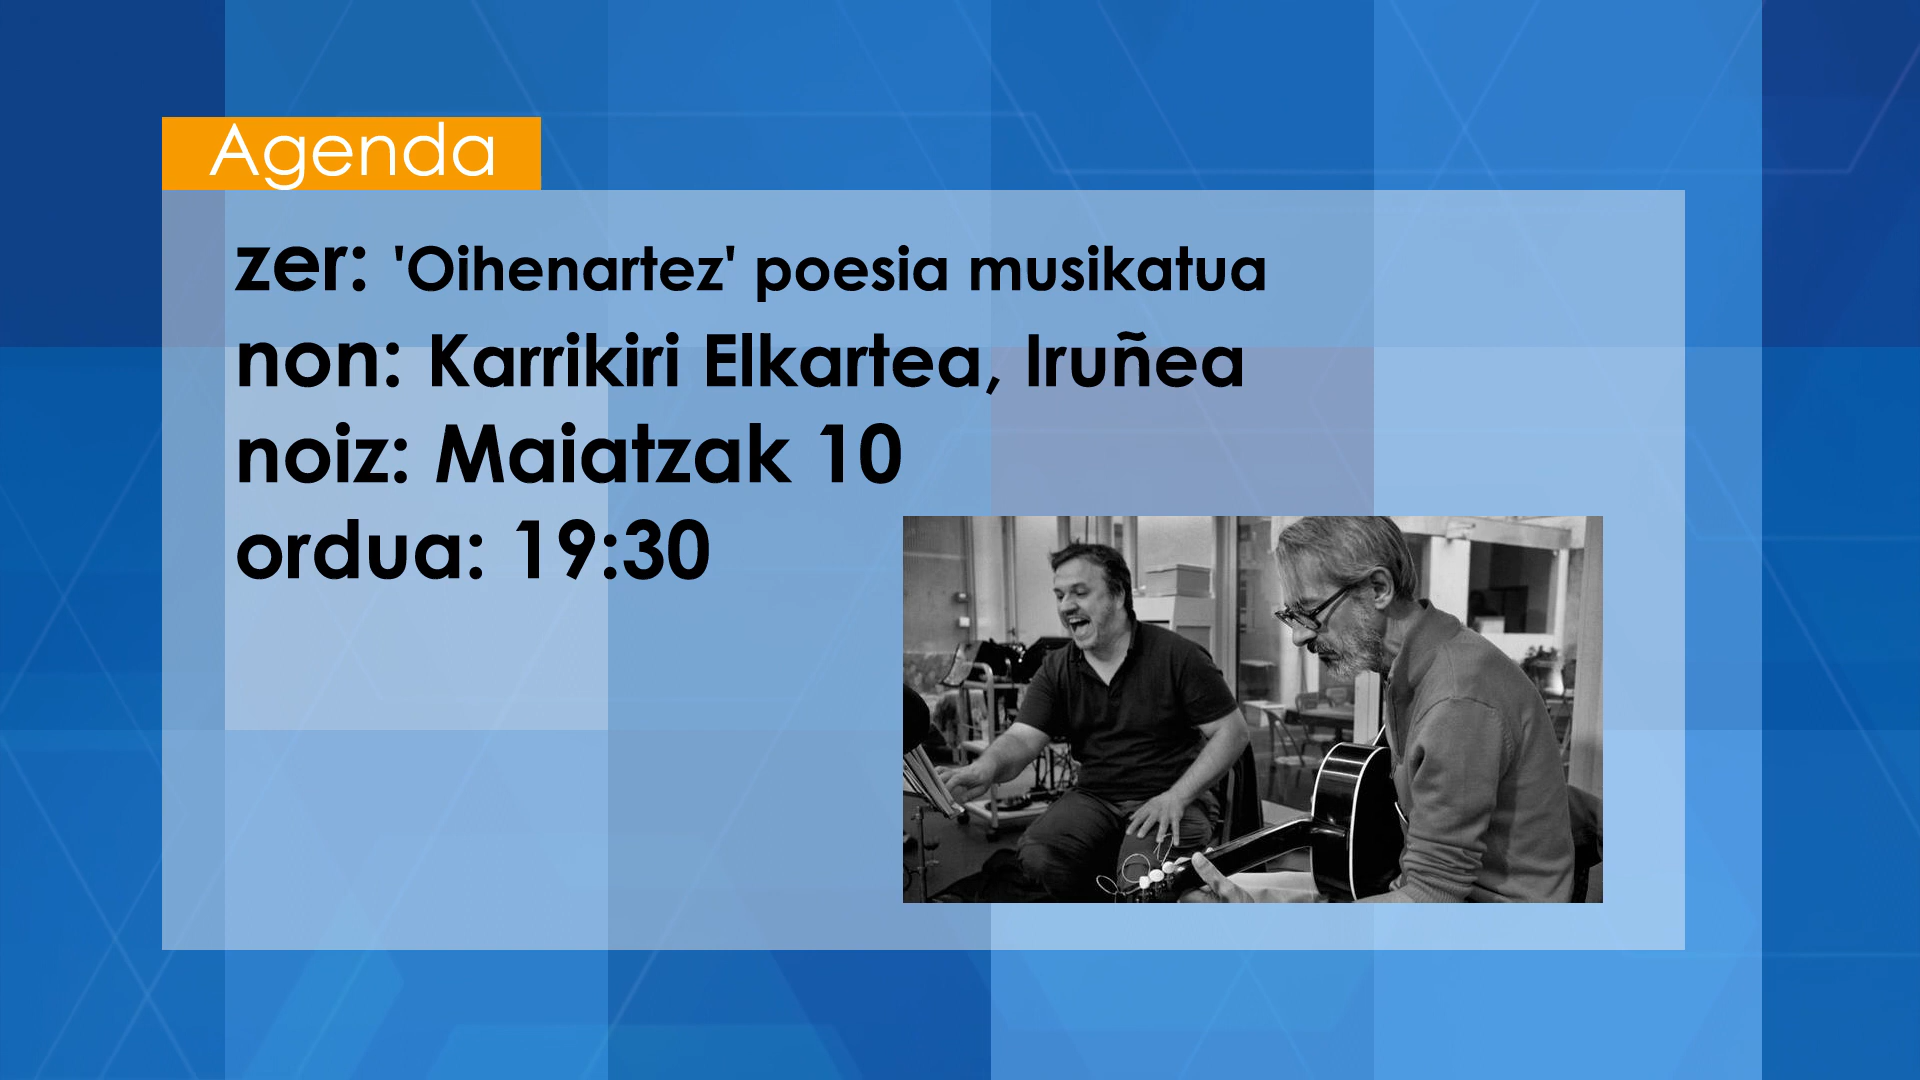 Agenda
zer: 'Oihenartez' poesia musikatua
non: Karrikiri Elkartea, Iruñea
noiz: Maiatzak 10
ordua: 19:30